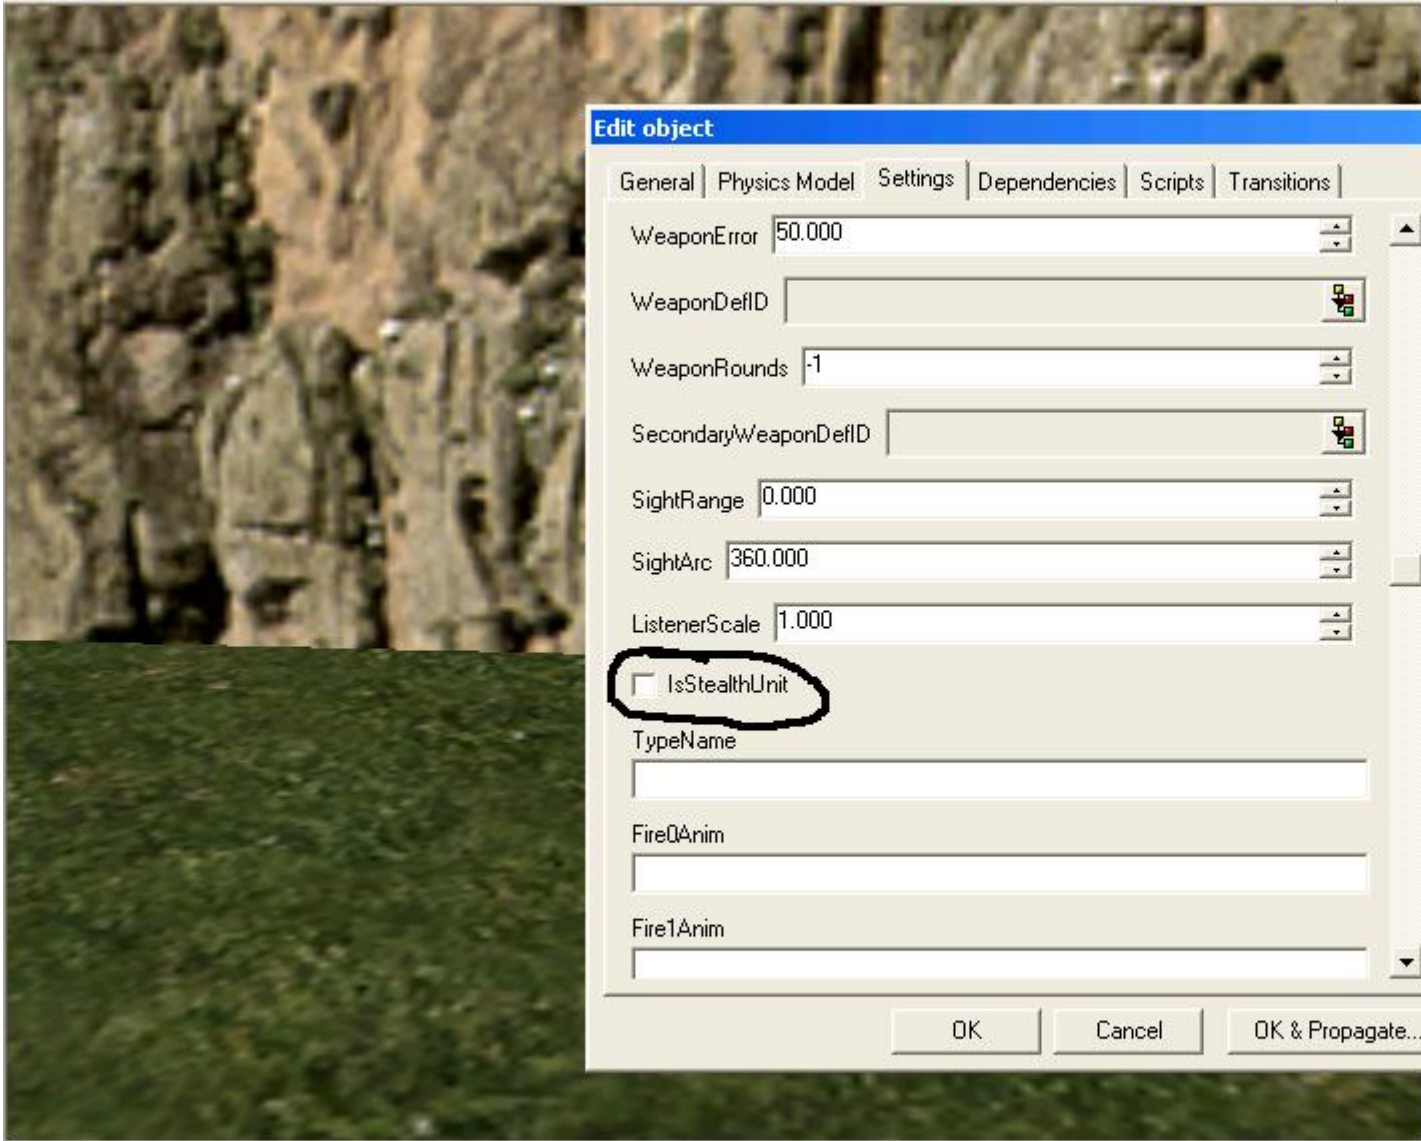 Edit object
General Physics Model Settings Dependencies Scripts Transitions
WeaponError 50.000
WeaponDefID
WeaponRounds -1
SecondaryWeaponDefID
SightRange 0.000
SightArc 360.000
ListenerScale 1.000
IsStealthUnit
TypeName
Fire0Anim
Fire1Anim
OK Cancel OK & Propagate...